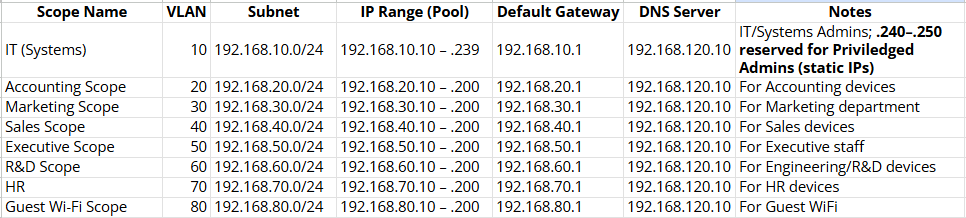 Scope Name VLAN Subnet IP Range (Pool) Default Gateway DNS Server Notes
IT (Systems) 10 192.168.10.0/24 192.168.10.10 – .239 192.168.10.1 192.168.120.10 IT/Systems Admins; .240–.250
reserved for Priviledged
Admins (static IPs)
Accounting Scope 20 192.168.20.0/24 192.168.20.10 – .200 192.168.20.1 192.168.120.10 For Accounting devices
Marketing Scope 30 192.168.30.0/24 192.168.30.10 – .200 192.168.30.1 192.168.120.10 For Marketing department
Sales Scope 40 192.168.40.0/24 192.168.40.10 – .200 192.168.40.1 192.168.120.10 For Sales devices
Executive Scope 50 192.168.50.0/24 192.168.50.10 – .200 192.168.50.1 192.168.120.10 For Executive staff
R&D Scope 60 192.168.60.0/24 192.168.60.10 – .200 192.168.60.1 192.168.120.10 For Engineering/R&D devices
HR 70 192.168.70.0/24 192.168.70.10 – .200 192.168.70.1 192.168.120.10 For HR devices
Guest Wi-Fi Scope 80 192.168.80.0/24 192.168.80.10 – .200 192.168.80.1 192.168.120.10 For Guest WiFi